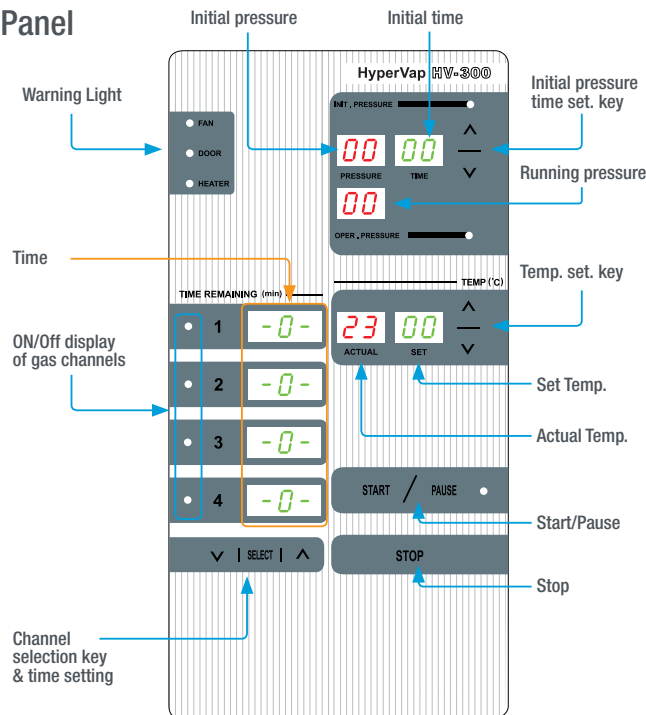 Panel
Initial pressure
Initial time
Warning Light
HyperVap HV-300
INIT . PRESSURE
Initial pressure
time set. key
FAN
DOOR
HEATER
00 00
PRESSURE TIME
Running pressure
00
OPER . PRESSURE
Time
TIME REMAINING (min)
TEMP (˚C)
Temp. set. key
ON/Off display
of gas channels
1 -0-
2 -0-
3 -0-
4 -0-
23 00
ACTUAL SET
Set Temp.
Actual Temp.
START / PAUSE
Start/Pause
SELECT
STOP
Stop
Channel
selection key
& time setting